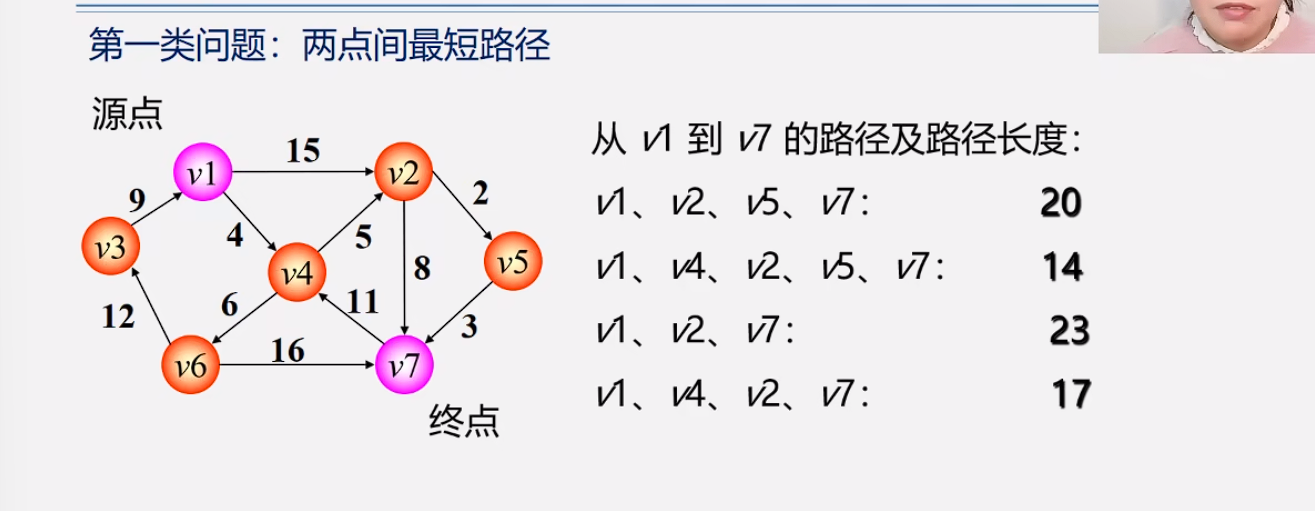 第一类问题：两点间最短路径
源点
从 v1 到 v7 的路径及路径长度：
15
v1
v2
9
2
v1、v2、v5、v7： 20
4
5
v3
v4
8
v5
v1、v4、v2、v5、v7： 14
6
11
12
3
v1、v2、v7： 23
16
v6
v7
v1、v4、v2、v7： 17
终点